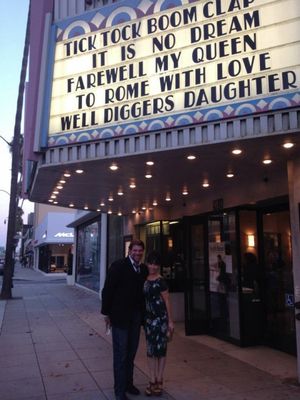 TICK TOCK BOOM CLAP
IT IS NO DREAM
FAREWELL MY QUEEN
TO ROME WITH LOVE
WELL DIGGERS DAUGHTER